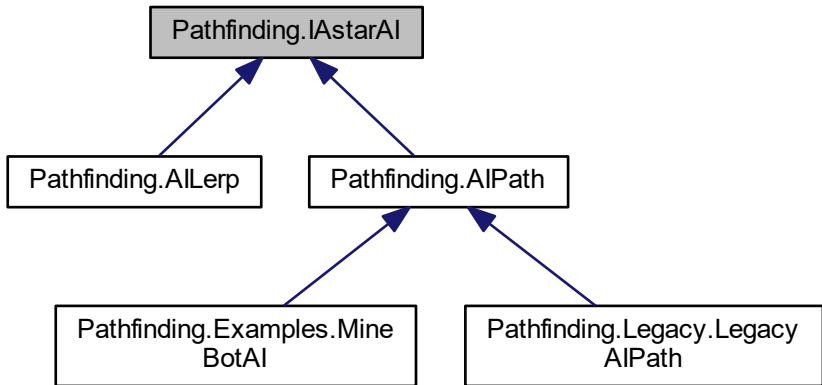 Pathfinding.IAstarAI
Pathfinding.AILerp
Pathfinding.AIPath
Pathfinding.Examples.Mine
BotAI
Pathfinding.Legacy.Legacy
AIPath